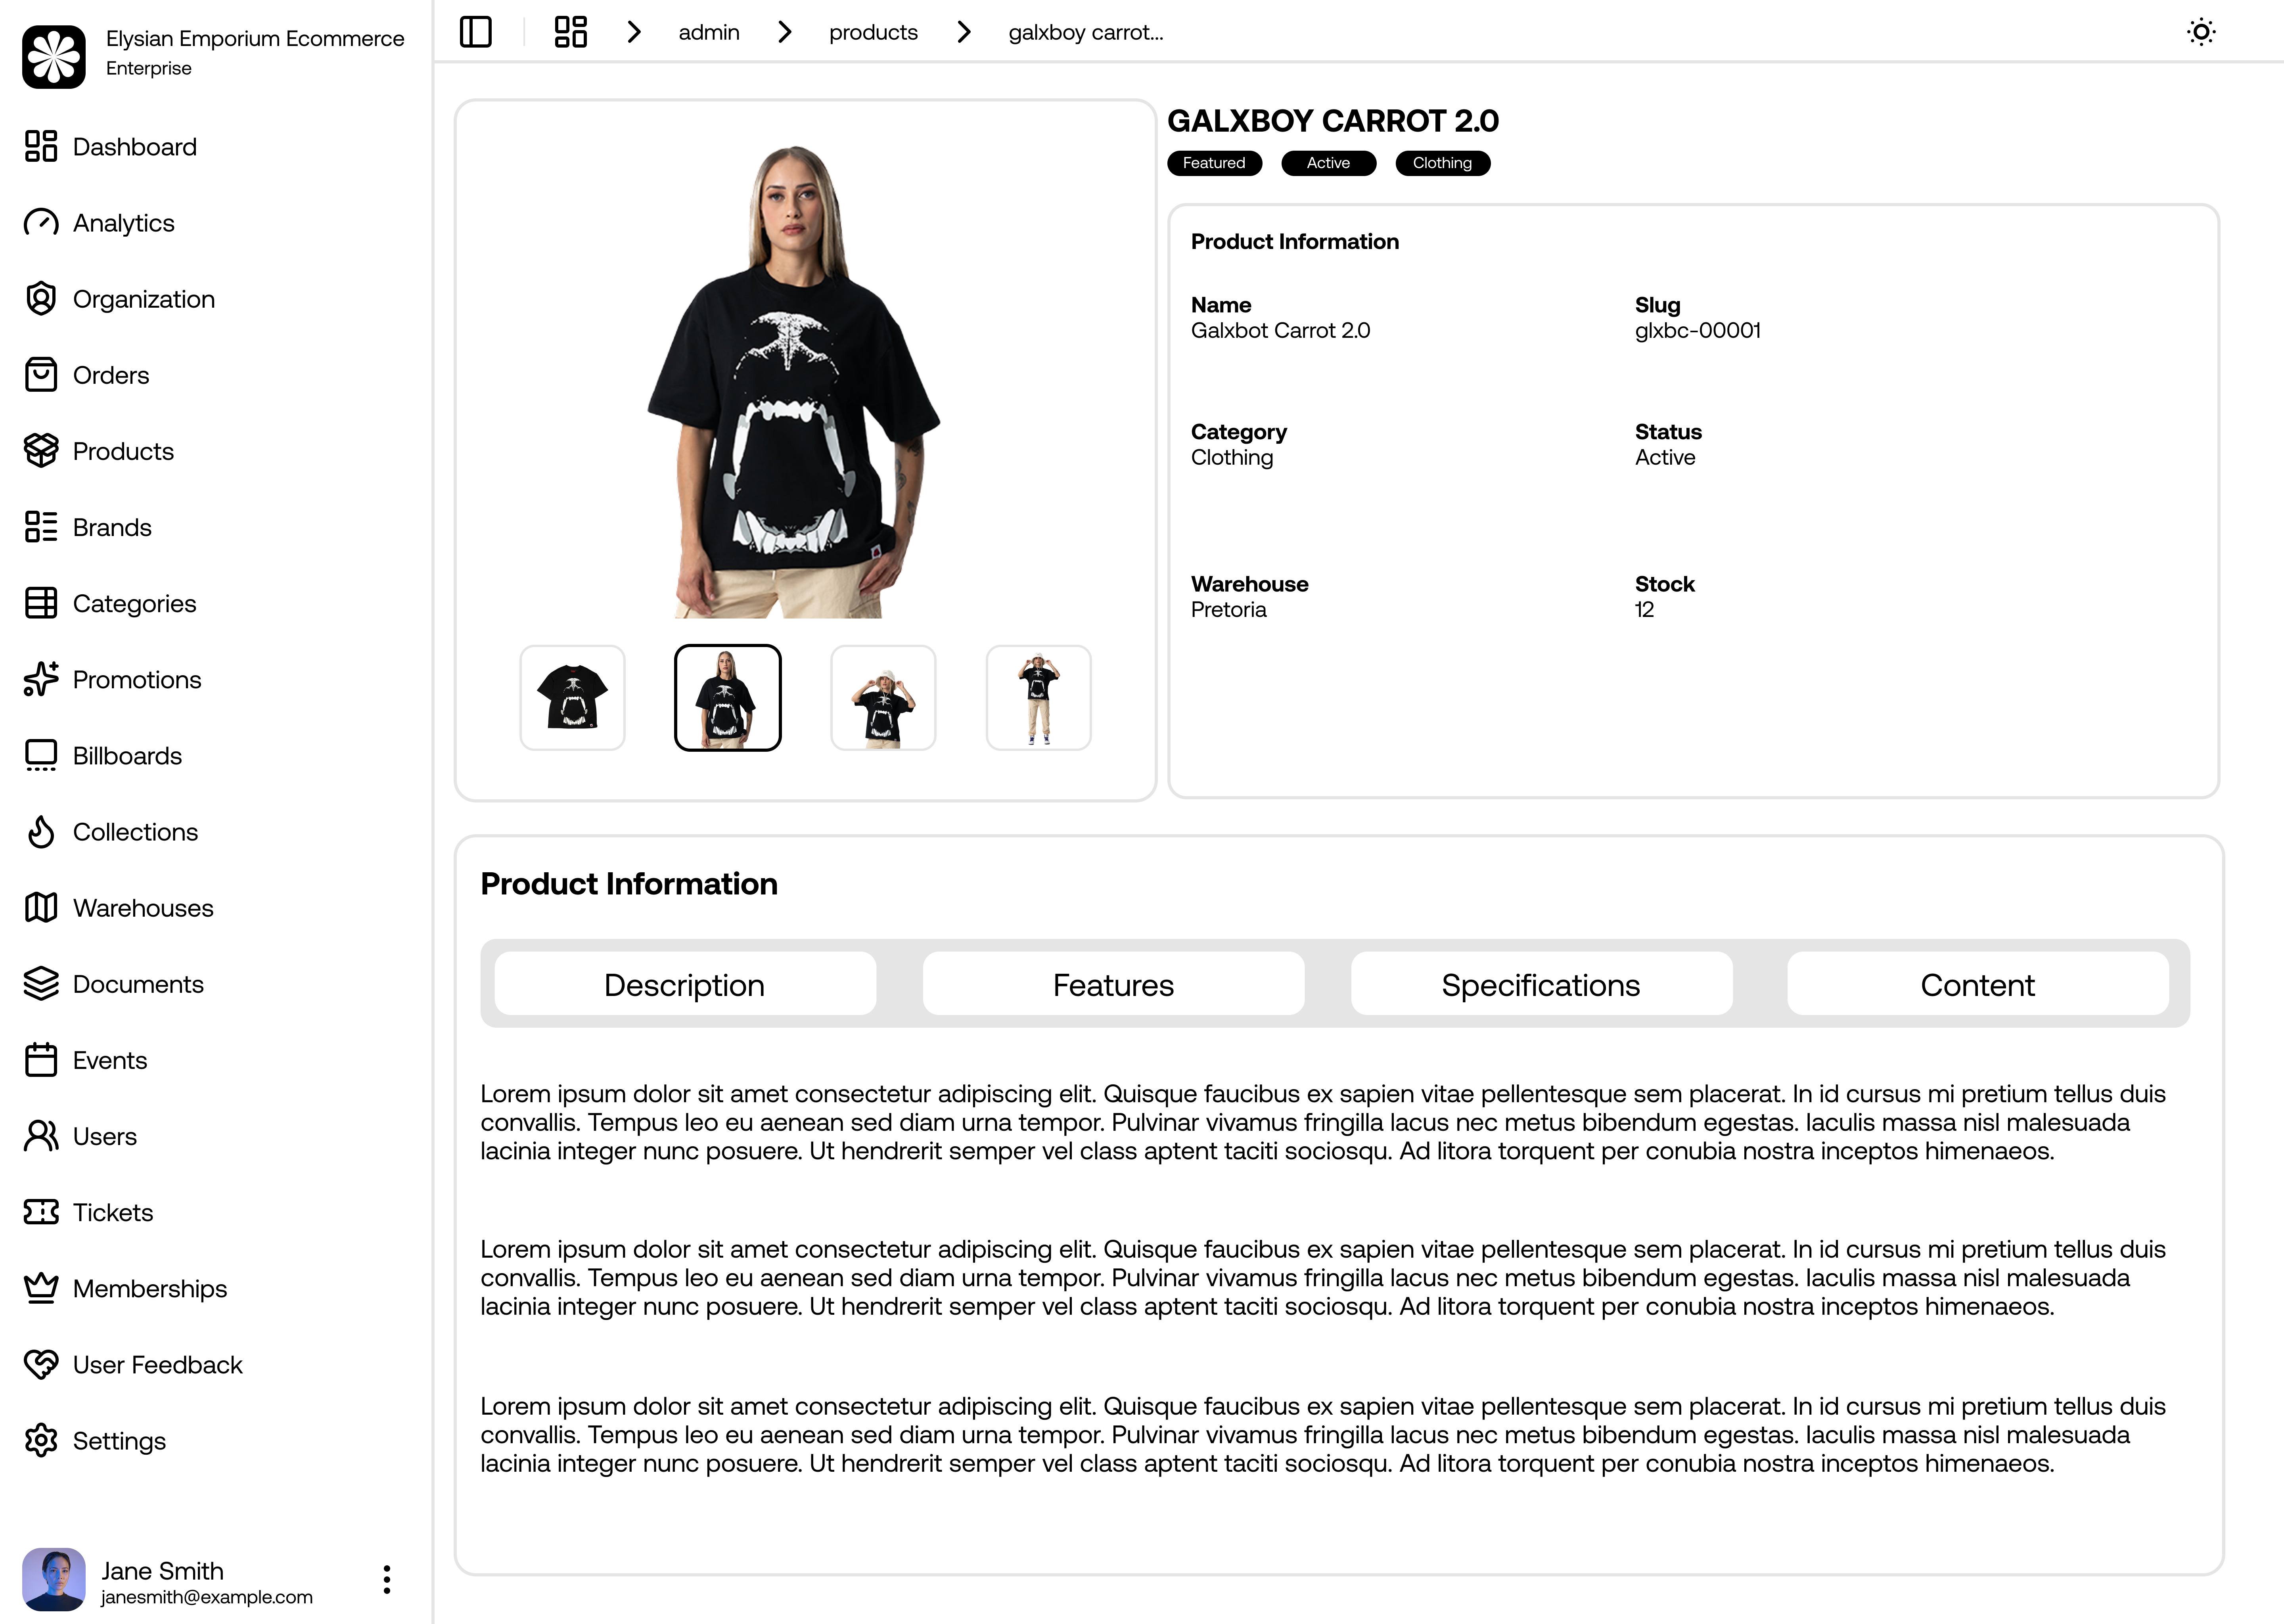 Elysian Emporium Ecommerce
Enterprise
Dashboard
Analytics
Organization
Orders
Products
Brands
Categories
Promotions
Billboards
Collections
Warehouses
Documents
Events
Users
Tickets
Memberships
User Feedback
Settings
Jane Smith
janesmith@example.com
admin
products
galxboy carrot...
GALXBOY CARROT 2.0
Featured
Active
Clothing
Product Information
Name
Galxbot Carrot 2.0
Slug
glxbc-00001
Category
Clothing
Status
Active
Warehouse
Pretoria
Stock
12
Product Information
Description
Features
Specifications
Content
Lorem ipsum dolor sit amet consectetur adipiscing elit. Quisque faucibus ex sapien vitae pellentesque sem placerat. In id cursus mi pretium tellus duis
convallis. Tempus leo eu aenean sed diam urna tempor. Pulvinar vivamus fringilla lacus nec metus bibendum egestas. Iaculis massa nisl malesuada
lacinia integer nunc posuere. Ut hendrerit semper vel class aptent taciti sociosqu. Ad litora torquent per conubia nostra inceptos himenaeos.
Lorem ipsum dolor sit amet consectetur adipiscing elit. Quisque faucibus ex sapien vitae pellentesque sem placerat. In id cursus mi pretium tellus duis
convallis. Tempus leo eu aenean sed diam urna tempor. Pulvinar vivamus fringilla lacus nec metus bibendum egestas. Iaculis massa nisl malesuada
lacinia integer nunc posuere. Ut hendrerit semper vel class aptent taciti sociosqu. Ad litora torquent per conubia nostra inceptos himenaeos.
Lorem ipsum dolor sit amet consectetur adipiscing elit. Quisque faucibus ex sapien vitae pellentesque sem placerat. In id cursus mi pretium tellus duis
convallis. Tempus leo eu aenean sed diam urna tempor. Pulvinar vivamus fringilla lacus nec metus bibendum egestas. Iaculis massa nisl malesuada
lacinia integer nunc posuere. Ut hendrerit semper vel class aptent taciti sociosqu. Ad litora torquent per conubia nostra inceptos himenaeos.